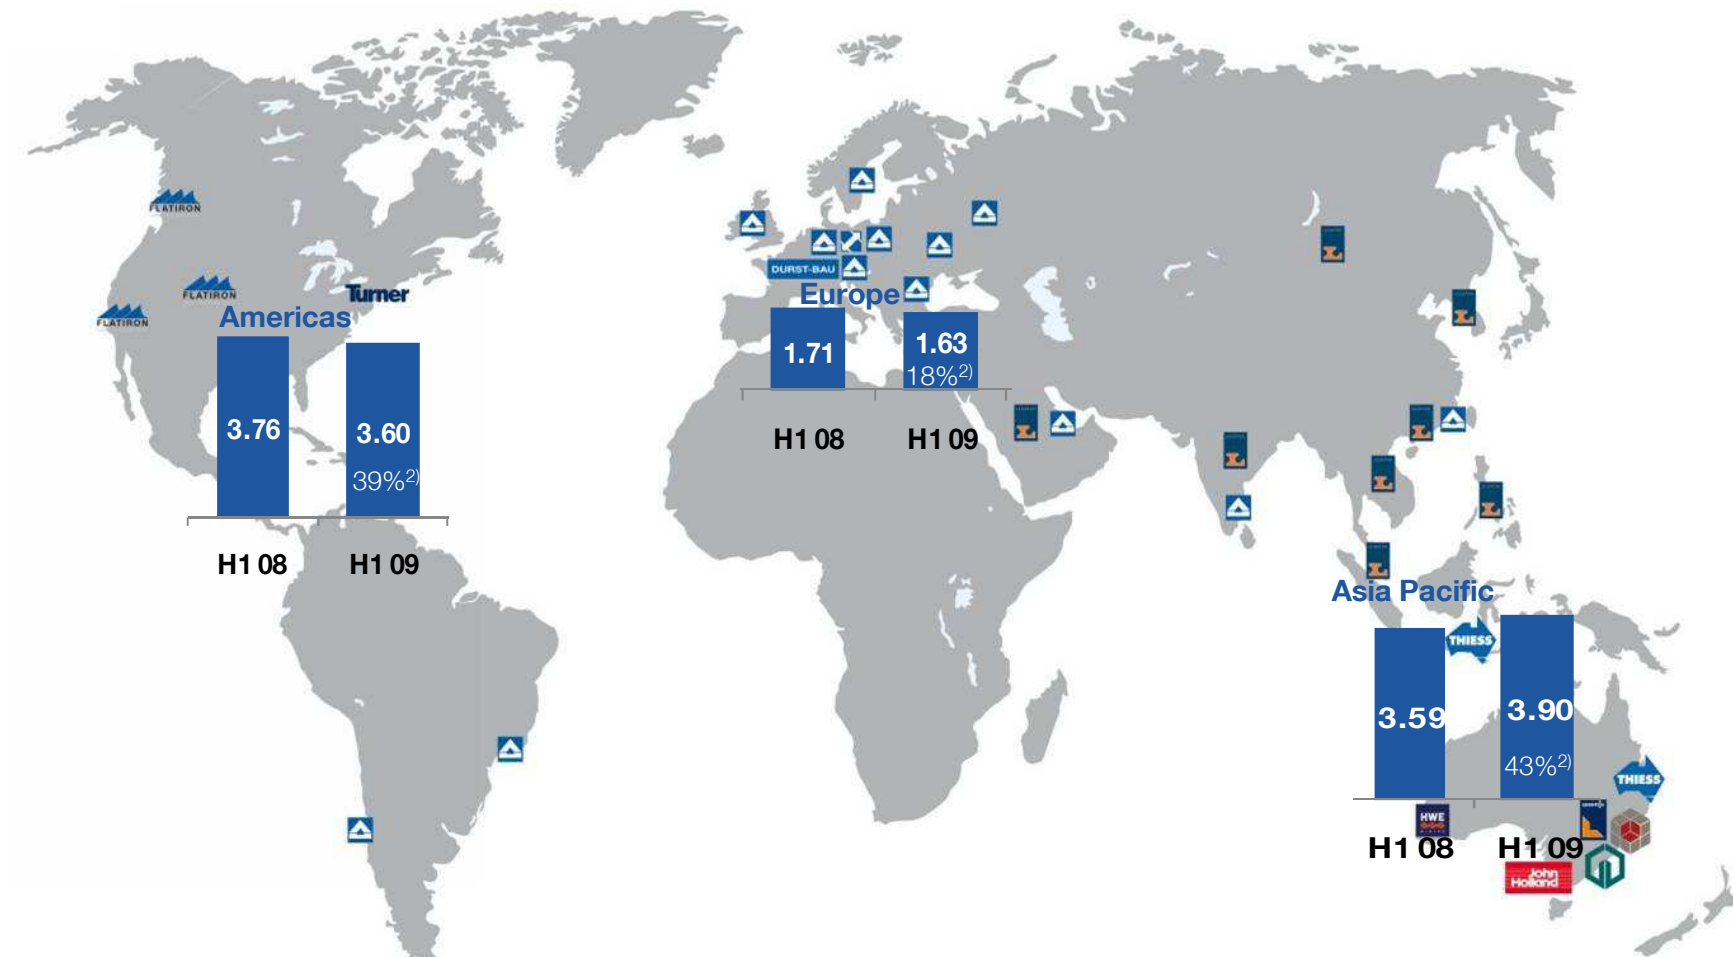 FLATIRON
FLATIRON
FLATIRON
Turner
Americas
3.76
3.60
39%2)
H1 08
H1 09
DURST-BAU
Europe
1.71
1.63
18%2)
H1 08
H1 09
Asia Pacific
THIESS
3.59
3.90
43%2)
THIESS
HWE
H1 08
H1 09
John
Holland